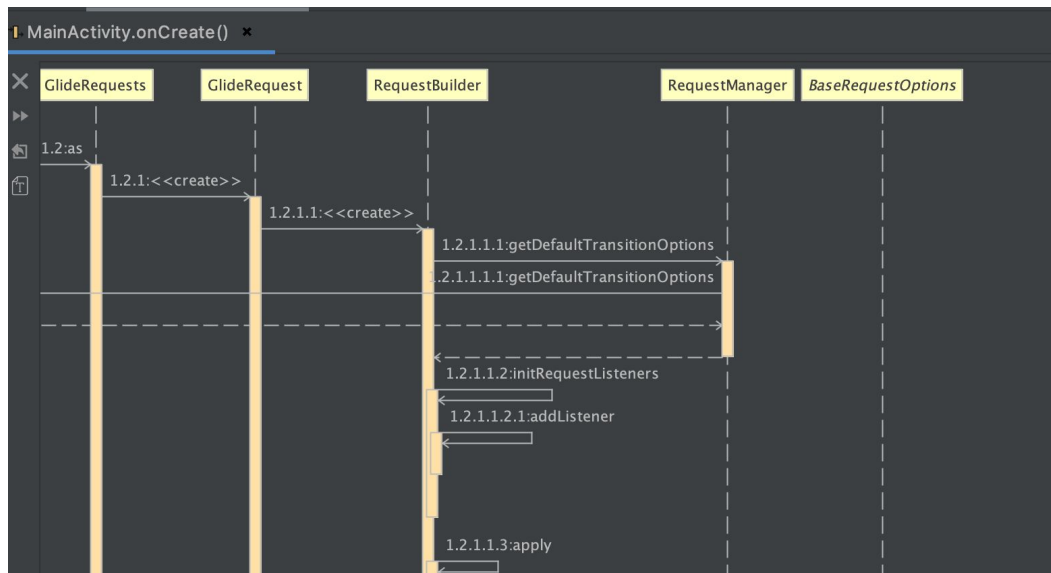 MainActivity.onCreate()
GlideRequests
GlideRequest
RequestBuilder
RequestManager
BaseRequestOptions
1.2:as
1.2.1:<<create>>
1.2.1.1:<<create>>
1.2.1.1.1:getDefaultTransitionOptions
1.2.1.1.1.1:getDefaultTransitionOptions
1.2.1.1.2:initRequestListeners
1.2.1.1.2.1:addListener
1.2.1.1.3:apply